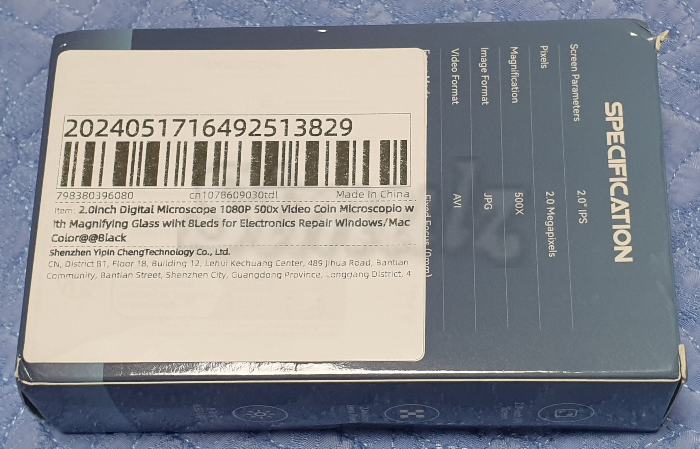 2024051716492513829
798380396080 cn1078609030tdl Made In China
Item: 2.0inch Digital Microscope 1080P 500x Video Coin Microscopio w
ith Magnifying Glass wiht 8Leds for Electronics Repair Windows/Mac
Color@@Black
Shenzhen Yipin ChengTechnology Co., Ltd.
CN, District B1, Floor 18, Building 12, Lehui Kechuang Center, 489 Jihua Road, Bantian
Community, Bantian Street, Shenzhen City, Guangdong Province, Longgang District, 4
SPECIFICATION
Screen Parameters 2.0" IPS
Pixels 2.0 Megapixels
Magnification 500X
Image Format JPG
Video Format AVI